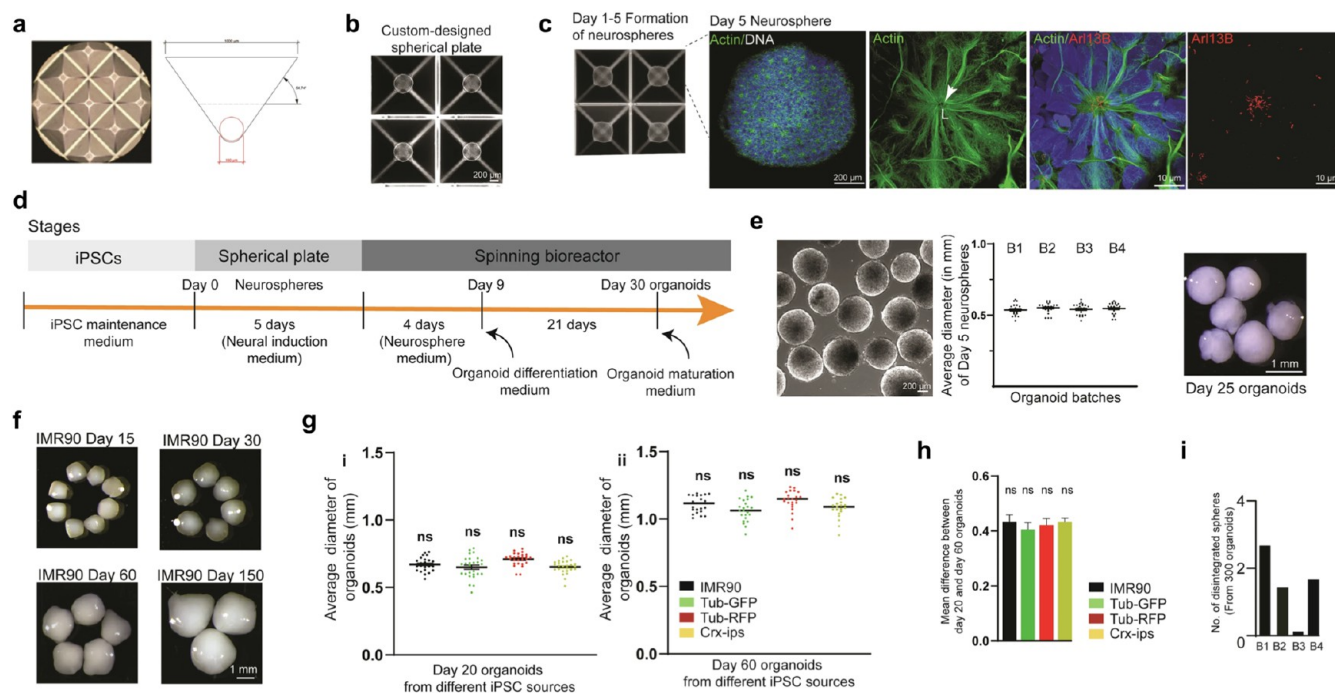 a
b
Custom-designed
spherical plate
200 µm
c
Day 1-5 Formation
of neurospheres
Day 5 Neurosphere
Actin/DNA
200 µm
Actin
L
Actin/Arl13B
10 µm
Arl13B
10 µm
d
Stages
iPSCs
Spherical plate
Spinning bioreactor
Day 0
Neurospheres
Day 9
Day 30 organoids
iPSC maintenance
medium
5 days
(Neural induction
medium)
4 days
(Neurosphere
medium)
21 days
Organoid differentiation
medium
Organoid maturation
medium
e
200 µm
Average diameter (in mm)
of Day 5 neurospheres
1.0
0.5
0
B1 B2 B3 B4
Organoid batches
1 mm
Day 25 organoids
f
IMR90 Day 15
IMR90 Day 30
IMR90 Day 60
IMR90 Day 150
1 mm
g
i
Average diameter of
organoids (mm)
1.5
1.0
0.5
0.0
ns ns ns ns
Day 20 organoids
from different iPSC sources
ii
Average diameter of
organoids (mm)
1.5
1.0
0.5
0.0
ns ns ns ns
IMR90
Tub-GFP
Tub-RFP
Crx-ips
Day 60 organoids
from different iPSC sources
h
Mean difference between
day 20 and day 60 organoids
0.6
0.4
0.2
0.0
ns ns ns ns
IMR90
Tub-GFP
Tub-RFP
Crx-ips
i
No. of disintegrated spheres
(From 300 organoids)
4
2
0
B1 B2 B3 B4